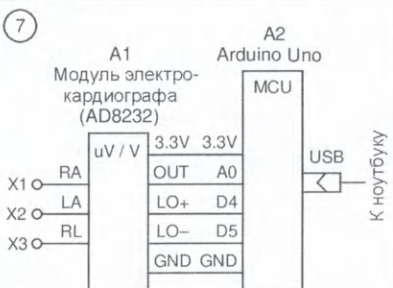 7
A1
Модуль электро-
кардиографа
(AD8232)
A2
Arduino Uno
MCU
uV / V
3.3V 3.3V
USB
К ноутбуку
X1 RA OUT A0
X2 LA LO+ D4
X3 RL LO– D5
GND GND